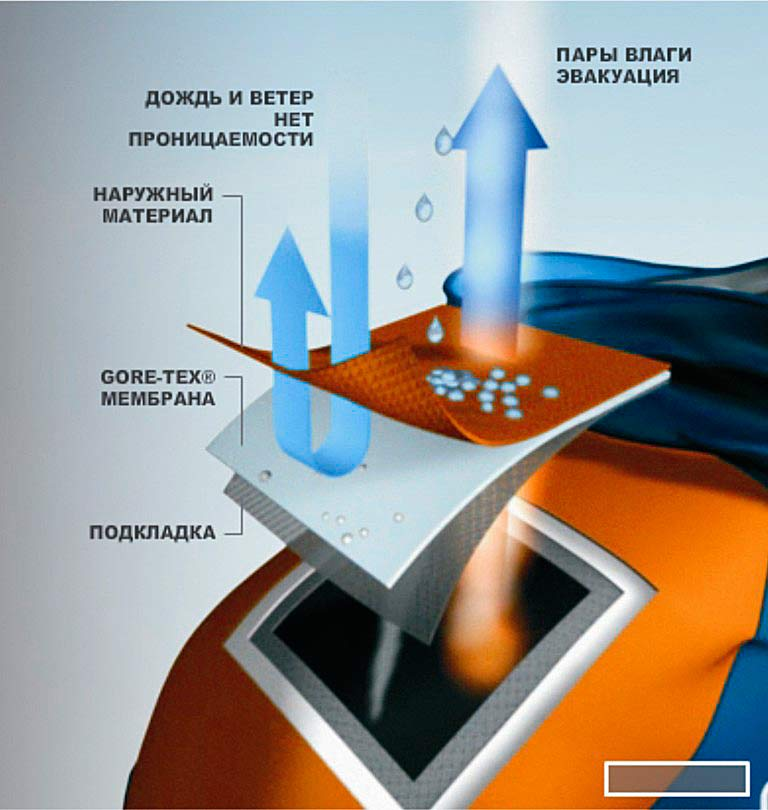 ПАРЫ ВЛАГИ
ЭВАКУАЦИЯ
ДОЖДЬ И ВЕТЕР
НЕТ
ПРОНИЦАЕМОСТИ
НАРУЖНЫЙ
МАТЕРИАЛ
GORE-TEX®
МЕМБРАНА
ПОДКЛАДКА